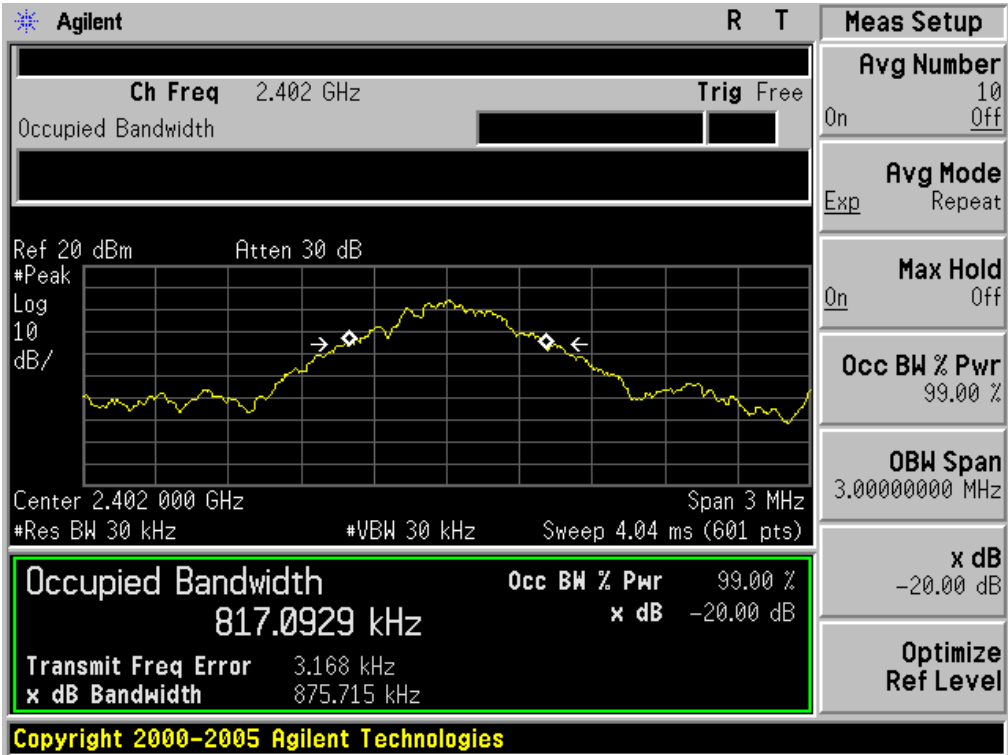 Agilent R T
Ch Freq 2.402 GHz Trig Free
Occupied Bandwidth
Ref 20 dBm Atten 30 dB
#Peak
Log
10
dB/
Center 2.402 000 GHz Span 3 MHz
#Res BW 30 kHz #VBW 30 kHz Sweep 4.04 ms (601 pts)
Occupied Bandwidth
817.0929 kHz
Occ BW % Pwr 99.00 %
x dB -20.00 dB
Transmit Freq Error 3.168 kHz
x dB Bandwidth 875.715 kHz
Copyright 2000-2005 Agilent Technologies
Meas Setup
Avg Number
10
On Off
Avg Mode
Exp Repeat
Max Hold
On Off
Occ BW % Pwr
99.00 %
OBW Span
3.00000000 MHz
x dB
-20.00 dB
Optimize
Ref Level